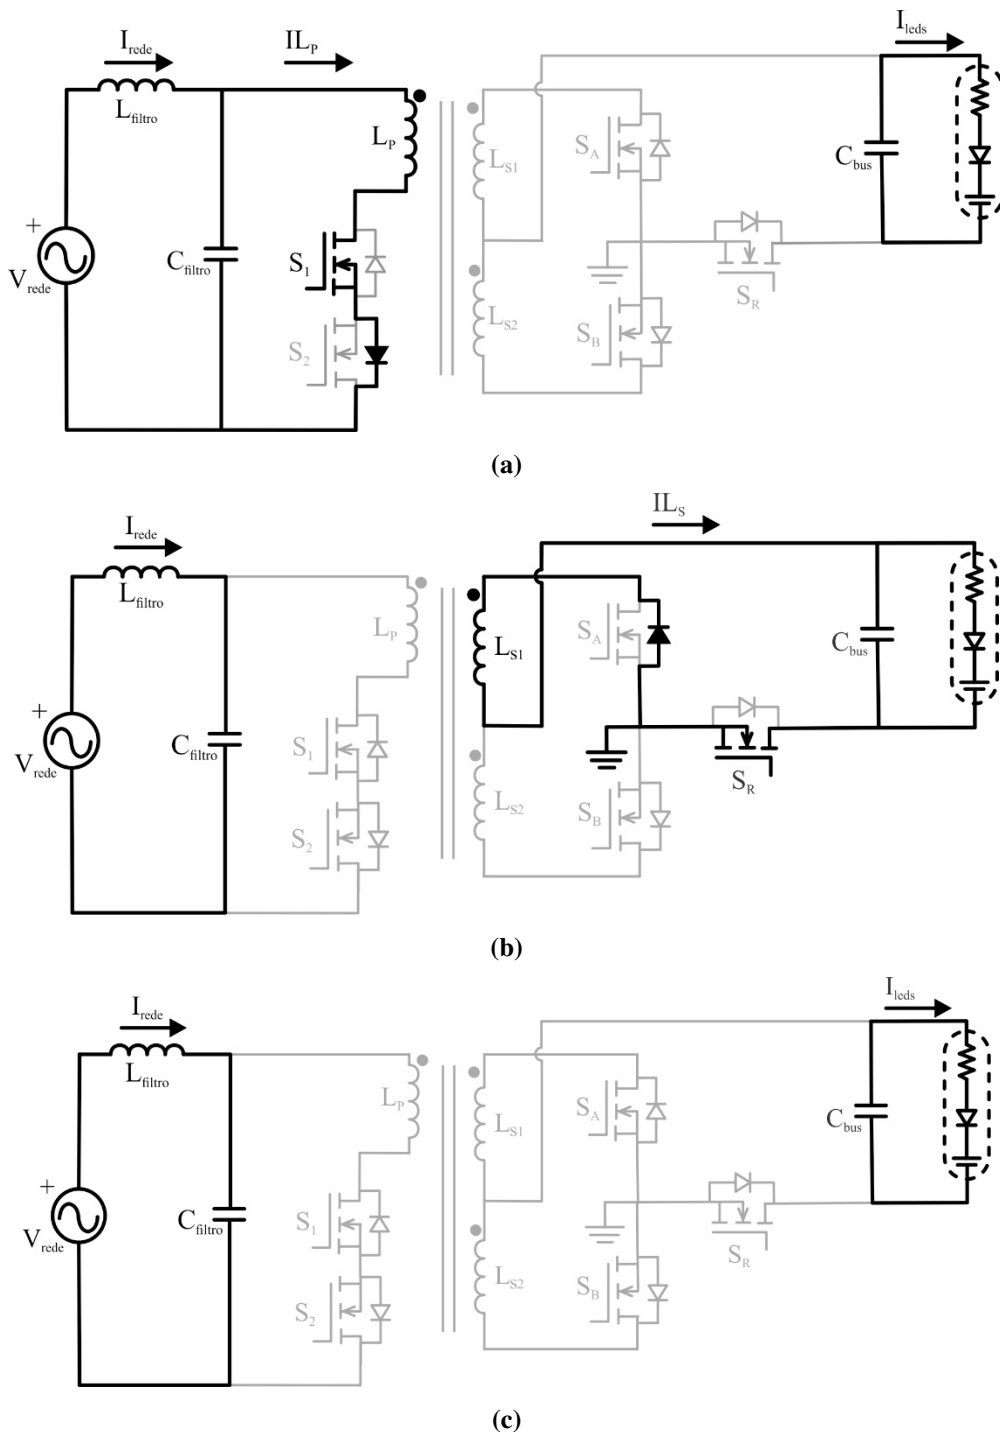 I_rede IL_P I_leds
L_filtro
L_P L_S1 S_A C_bus
+
V_rede C_filtro S_1
S_2 L_S2 S_B S_R
(a)
I_rede IL_S
L_filtro
L_P L_S1 S_A C_bus
+
V_rede C_filtro S_1
S_2 L_S2 S_B S_R
(b)
I_rede I_leds
L_filtro
L_P L_S1 S_A C_bus
+
V_rede C_filtro S_1
S_2 L_S2 S_B S_R
(c)